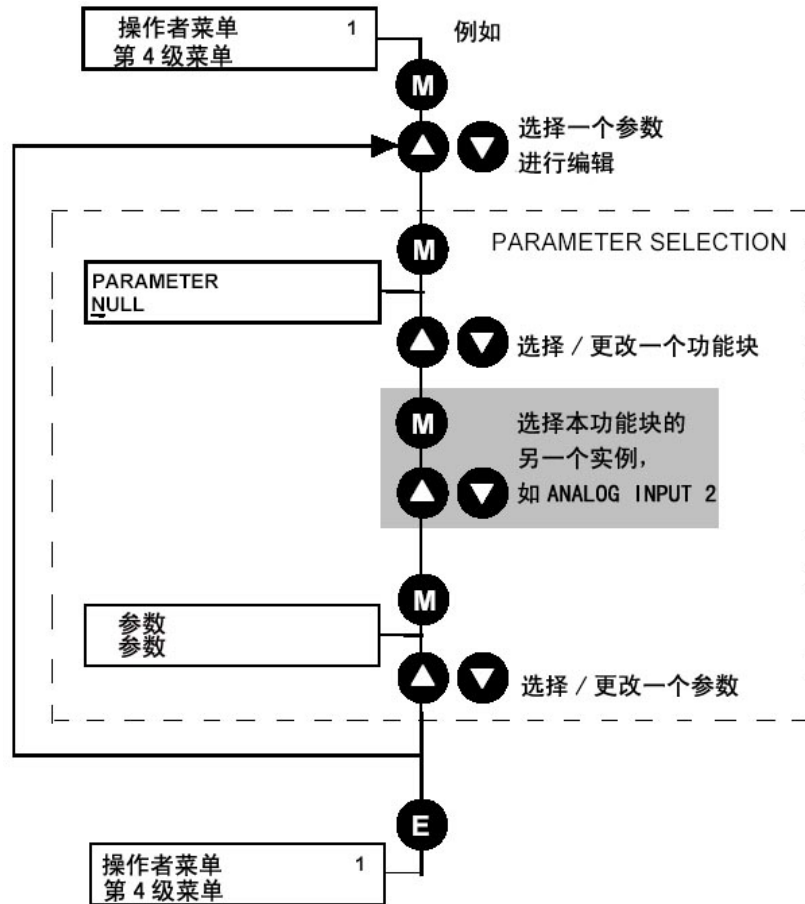 操作者菜单 1
第 4 级菜单
例如
M
选择一个参数
进行编辑
M
PARAMETER SELECTION
PARAMETER
NULL
选择 / 更改一个功能块
M
选择本功能块的
另一个实例，
如 ANALOG INPUT 2
M
参数
参数
选择 / 更改一个参数
E
操作者菜单 1
第 4 级菜单